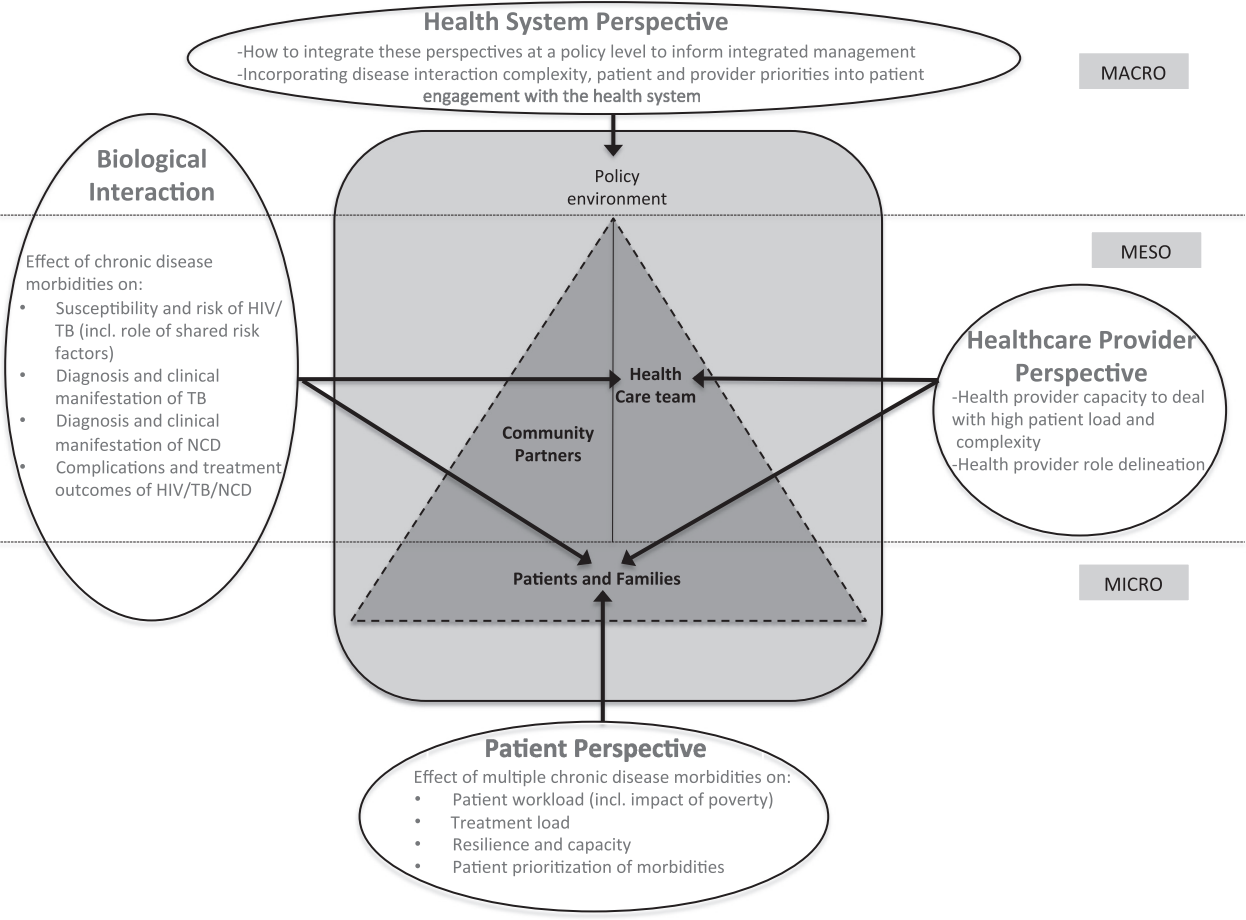 Health System Perspective
-How to integrate these perspectives at a policy level to inform integrated management
-Incorporating disease interaction complexity, patient and provider priorities into patient
engagement with the health system
MACRO
Biological
Interaction
Effect of chronic disease
morbidities on:
• Susceptibility and risk of HIV/
TB (incl. role of shared risk
factors)
• Diagnosis and clinical
manifestation of TB
• Diagnosis and clinical
manifestation of NCD
• Complications and treatment
outcomes of HIV/TB/NCD
Policy
environment
MESO
Health
Care team
Community
Partners
Healthcare Provider
Perspective
-Health provider capacity to deal
with high patient load and
complexity
-Health provider role delineation
Patients and Families
MICRO
Patient Perspective
Effect of multiple chronic disease morbidities on:
• Patient workload (incl. impact of poverty)
• Treatment load
• Resilience and capacity
• Patient prioritization of morbidities